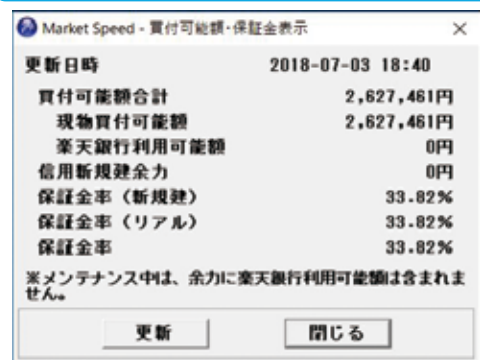 Market Speed - 買付可能額・保証金表示
更新日時 2018-07-03 18:40
買付可能額合計 2,627,461円
現物買付可能額 2,627,461円
楽天銀行利用可能額 0円
信用新規建余力 0円
保証金率（新規建） 33.82%
保証金率（リアル） 33.82%
保証金率 33.82%
※メンテナンス中は、余力に楽天銀行利用可能額は含まれま
せん。
更新 閉じる